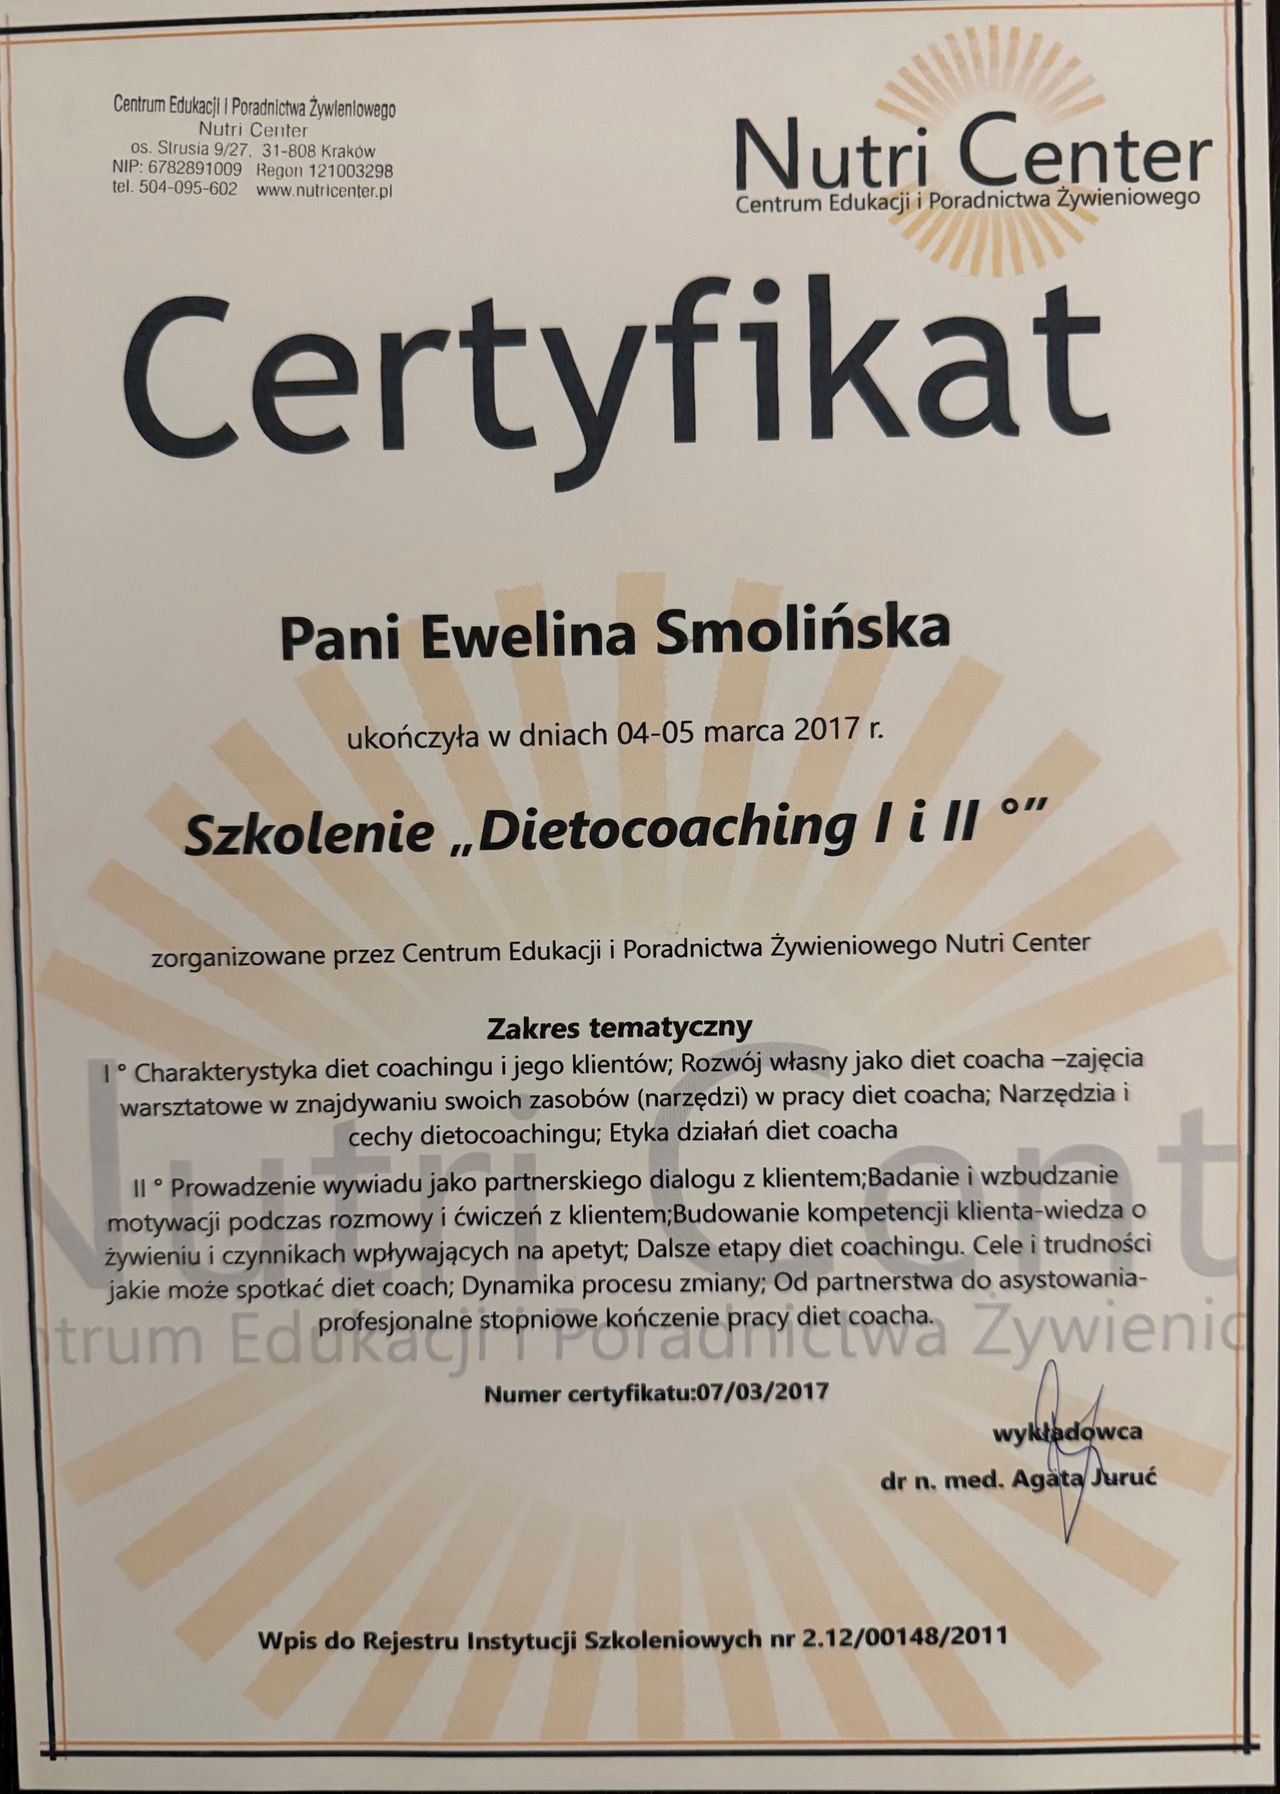 Centrum Edukacji i Poradnictwa Żywieniowego
Nutri Center
os. Strusia 9/27, 31-808 Kraków
NIP: 6782891009 Regon 121003298
tel. 504-095-602 www.nutricenter.pl
Nutri Center
Centrum Edukacji i Poradnictwa Żywieniowego
Certyfikat
Pani Ewelina Smolińska
ukończyła w dniach 04-05 marca 2017 r.
Szkolenie „Dietocoaching I i II °”
zorganizowane przez Centrum Edukacji i Poradnictwa Żywieniowego Nutri Center
Zakres tematyczny
I ° Charakterystyka diet coachingu i jego klientów; Rozwój własny jako diet coacha –zajęcia
warsztatowe w znajdywaniu swoich zasobów (narzędzi) w pracy diet coacha; Narzędzia i
cechy dietocoachingu; Etyka działań diet coacha
II ° Prowadzenie wywiadu jako partnerskiego dialogu z klientem;Badanie i wzbudzanie
motywacji podczas rozmowy i ćwiczeń z klientem;Budowanie kompetencji klienta-wiedza o
żywieniu i czynnikach wpływających na apetyt; Dalsze etapy diet coachingu. Cele i trudności
jakie może spotkać diet coach; Dynamika procesu zmiany; Od partnerstwa do asystowania-
profesjonalne stopniowe kończenie pracy diet coacha.
Nutri Cent
trum Edukacji i Poradnictwa Żywienio
Numer certyfikatu:07/03/2017
wykładowca
dr n. med. Agata Juruć
Wpis do Rejestru Instytucji Szkoleniowych nr 2.12/00148/2011